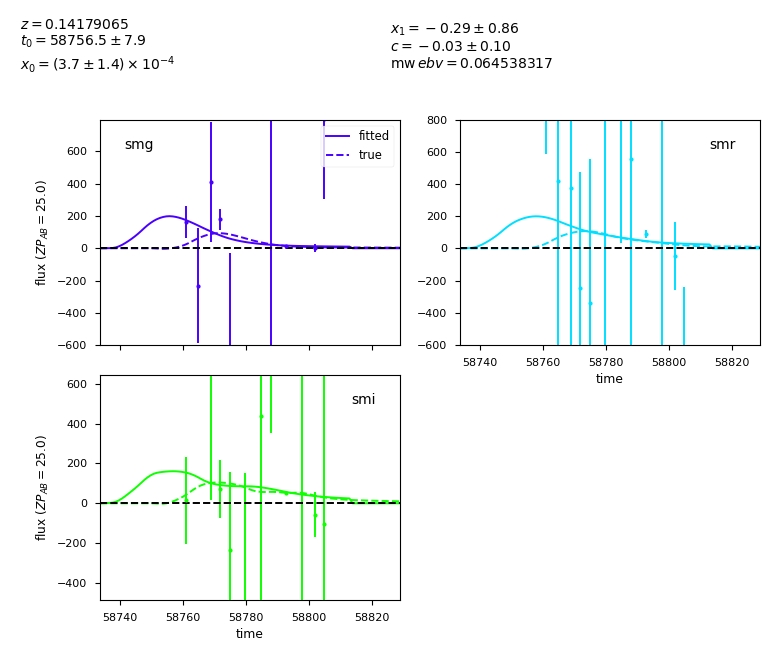 z = 0.14179065
t₀ = 58756.5 ± 7.9
x₀ = (3.7 ± 1.4) × 10⁻⁴
x₁ = −0.29 ± 0.86
c = −0.03 ± 0.10
mw ebv = 0.064538317
smg
fitted
true
flux (ZP_AB = 25.0)
600
400
200
0
−200
−400
−600
smr
800
600
400
200
0
−200
−400
−600
58740 58760 58780 58800 58820
time
smi
flux (ZP_AB = 25.0)
600
400
200
0
−200
−400
58740 58760 58780 58800 58820
time